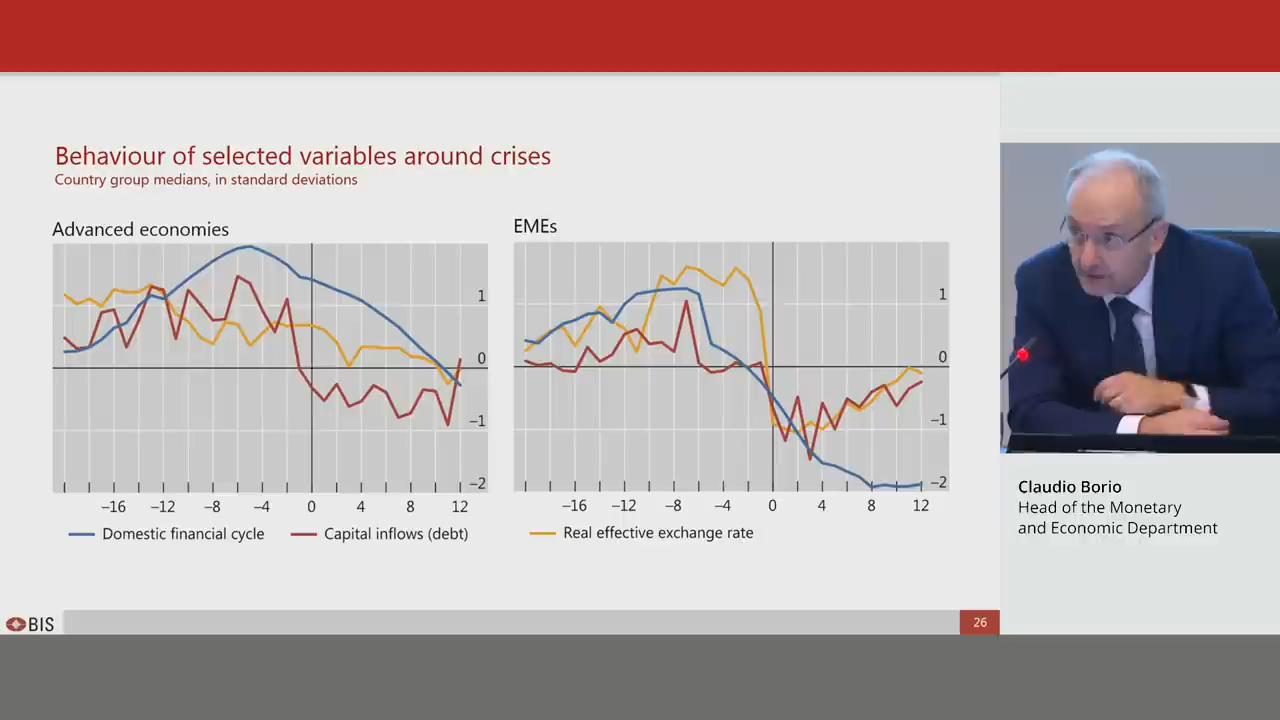 Behaviour of selected variables around crises
Country group medians, in standard deviations
Advanced economies
1
0
–1
–2
–16 –12 –8 –4 0 4 8 12
EMEs
1
0
–1
–2
–16 –12 –8 –4 0 4 8 12
Domestic financial cycle
Capital inflows (debt)
Real effective exchange rate
BIS
26
Claudio Borio
Head of the Monetary
and Economic Department